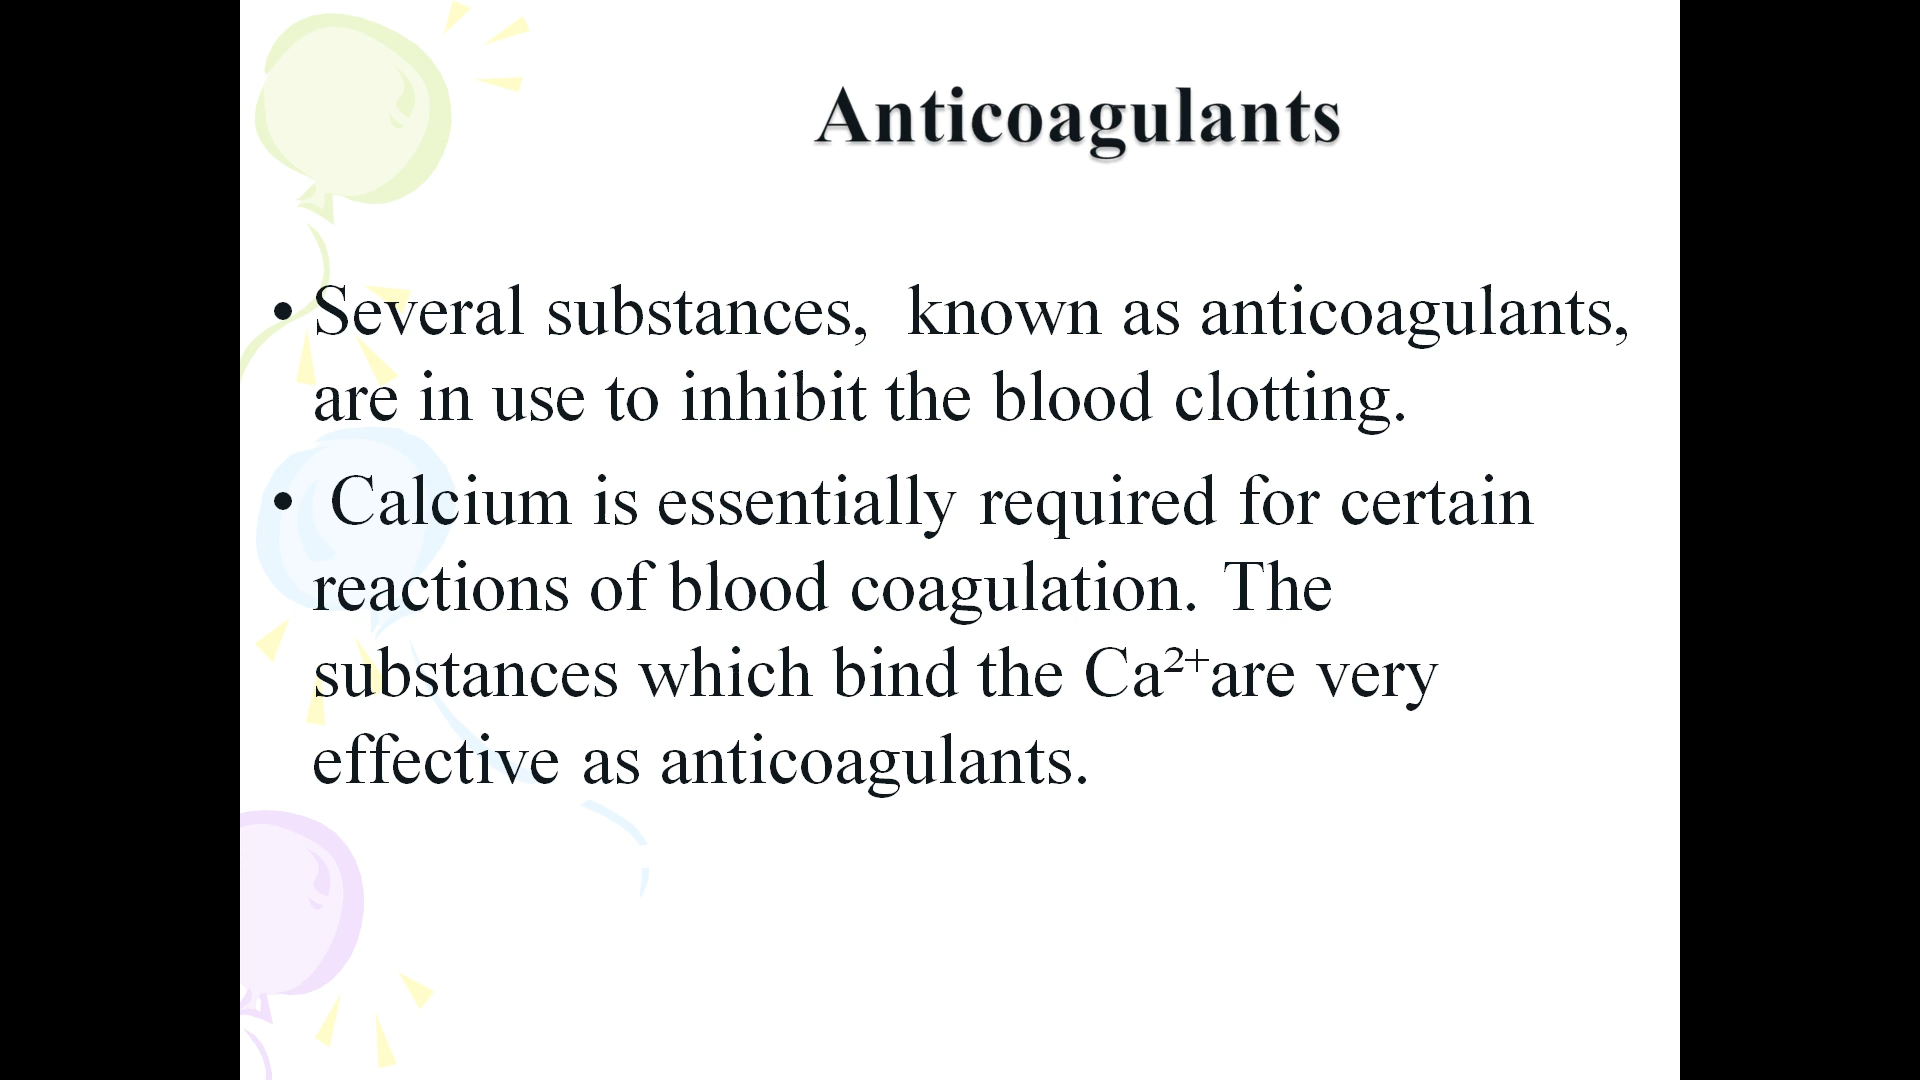 Anticoagulants
• Several substances,  known as anticoagulants,
are in use to inhibit the blood clotting.
•  Calcium is essentially required for certain
reactions of blood coagulation. The
substances which bind the Ca²⁺are very
effective as anticoagulants.